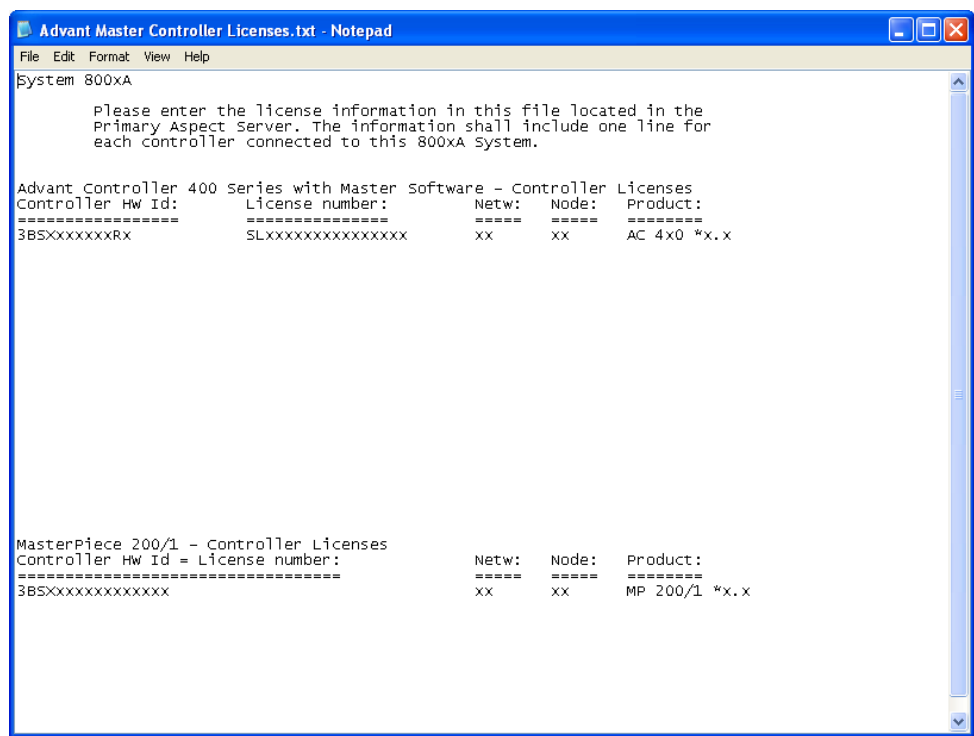 Advant Master Controller Licenses.txt - Notepad
File Edit Format View Help
System 800xA
Please enter the license information in this file located in the
Primary Aspect Server. The information shall include one line for
each controller connected to this 800xA System.
Advant Controller 400 Series with Master Software - Controller Licenses
Controller HW Id: License number: Netw: Node: Product:
================= =============== ===== ===== ========
3BSXxxxxxxRx SLxxxxxxxxxxxxxxx xx xx AC 4x0 *x.x
MasterPiece 200/1 - Controller Licenses
Controller HW Id = License number: Netw: Node: Product:
================================== ===== ===== ========
3BSXxxxxxxxxxxxx xx xx MP 200/1 *x.x